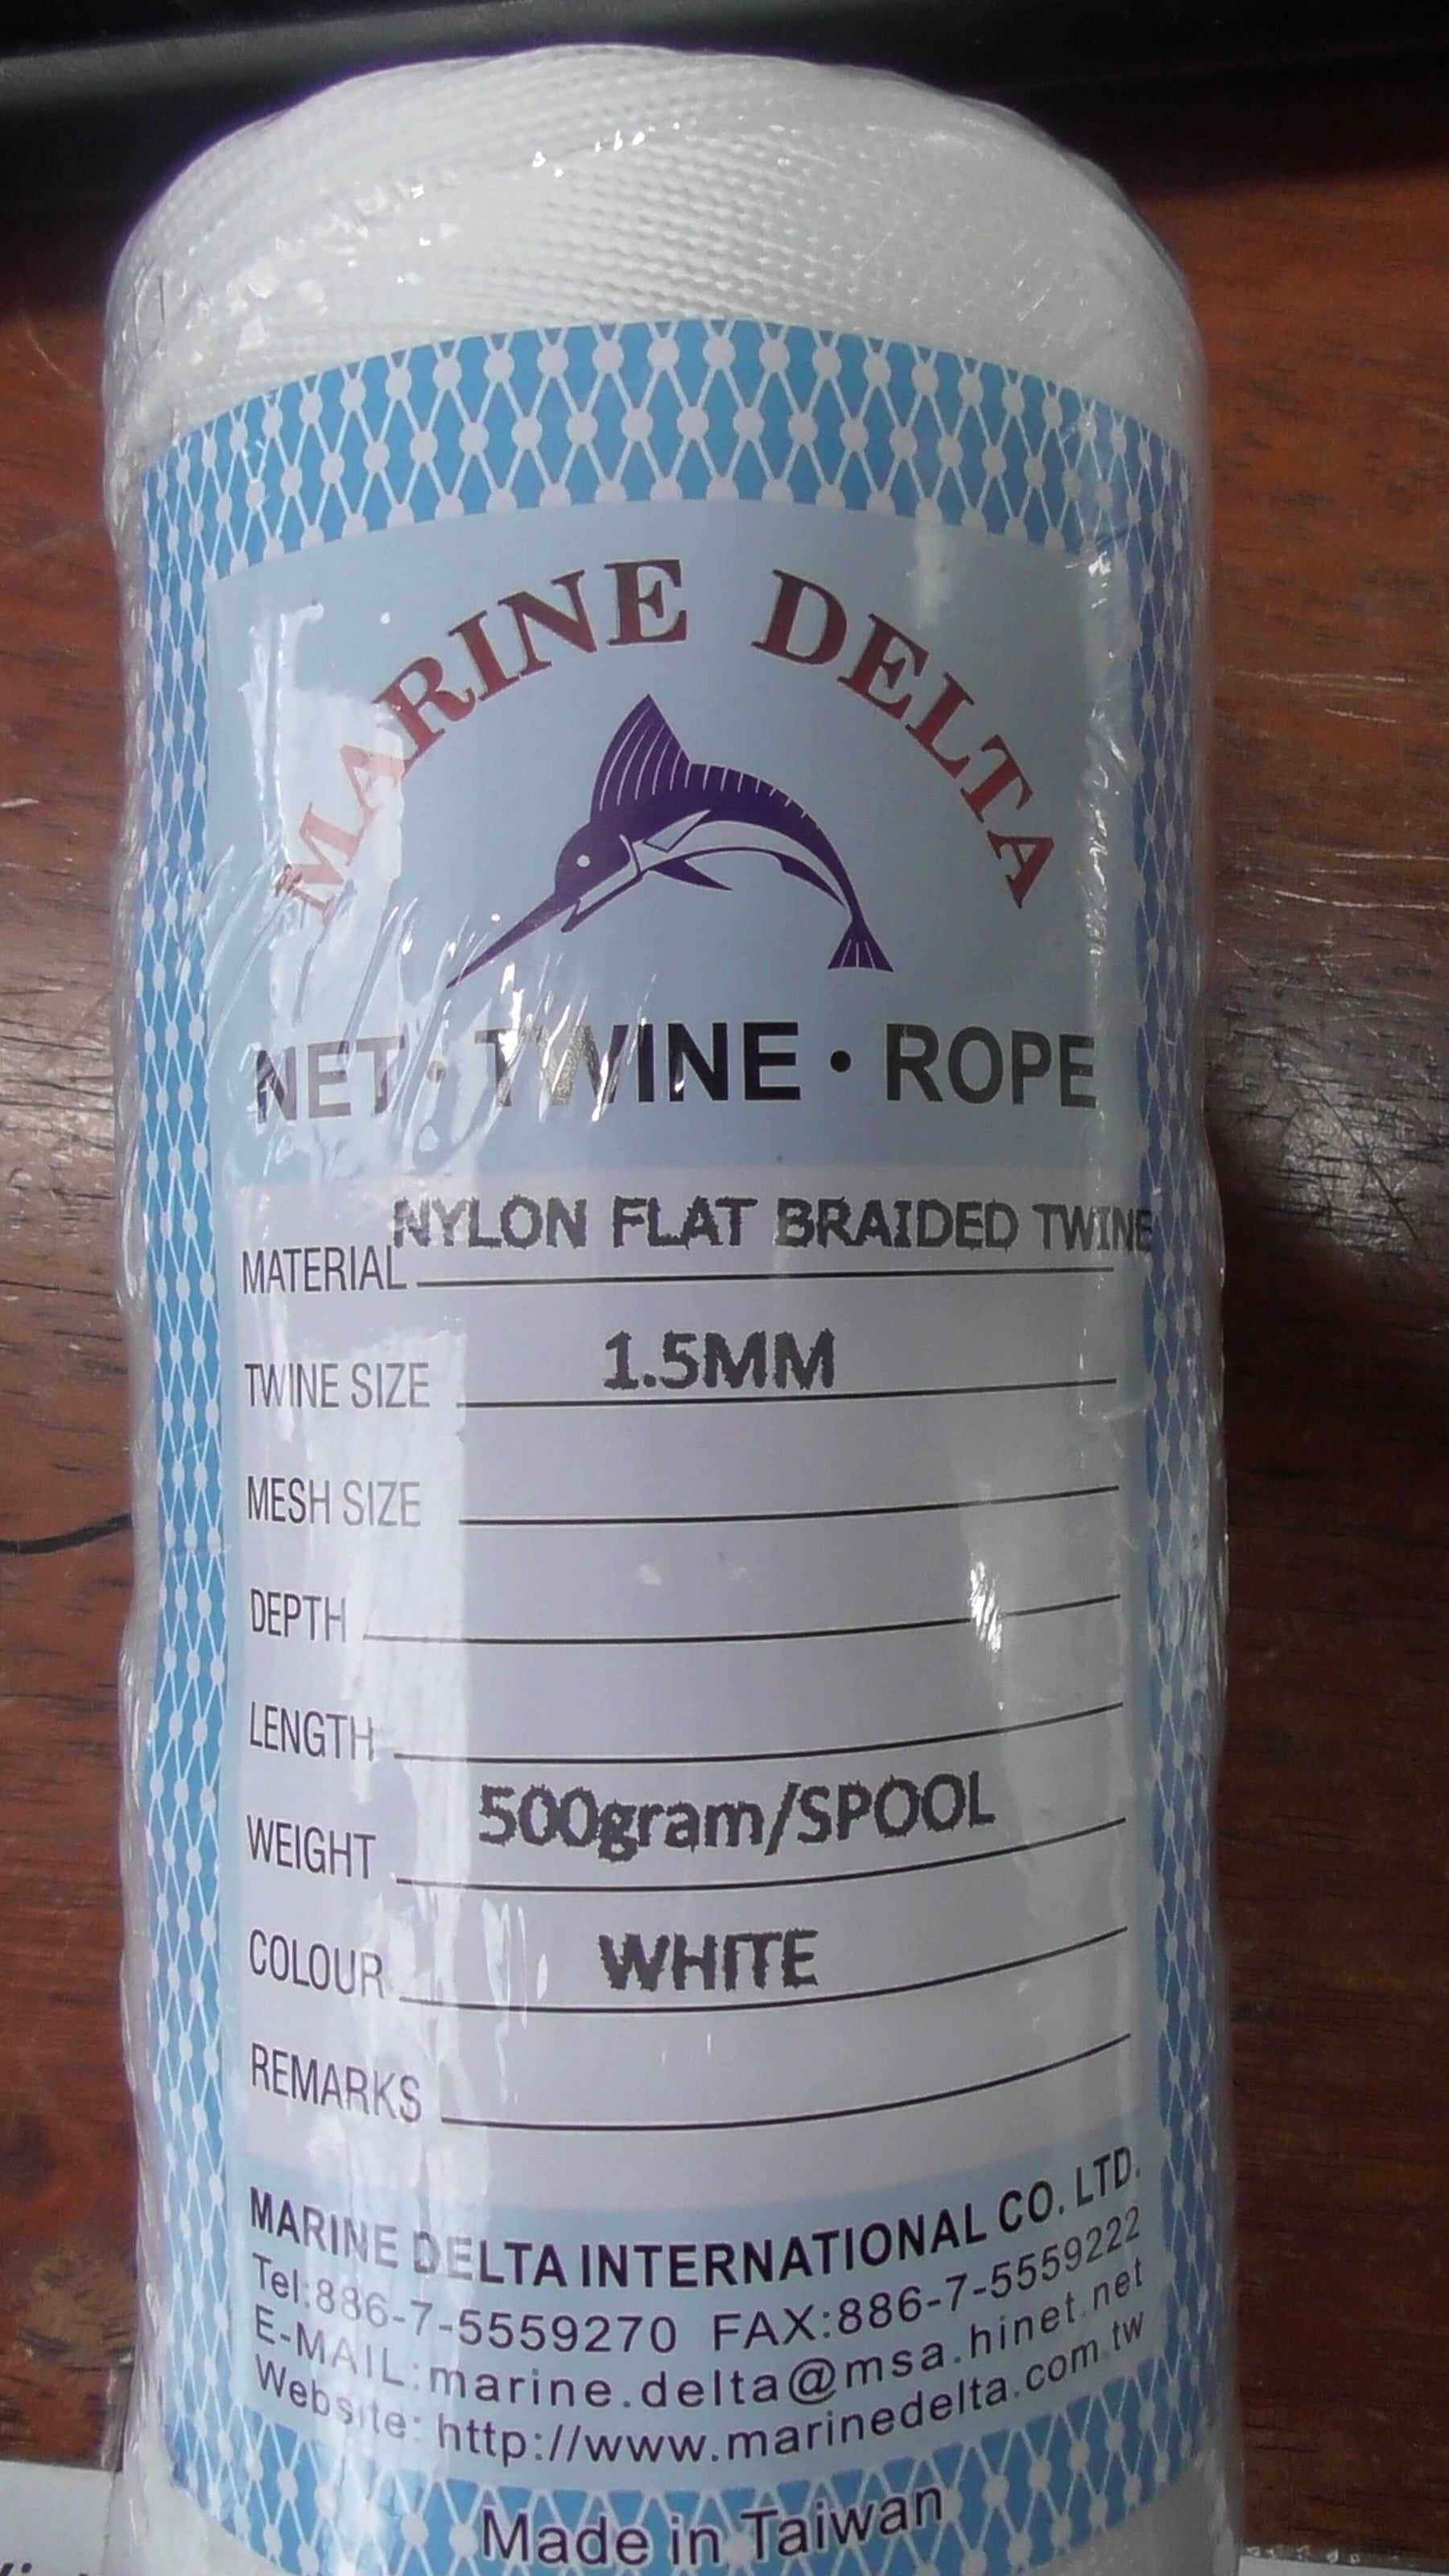 MARINE DELTA
NET • TWINE • ROPE
MATERIAL NYLON FLAT BRAIDED TWINE
TWINE SIZE 1.5MM
MESH SIZE
DEPTH
LENGTH
WEIGHT 500gram/SPOOL
COLOUR WHITE
REMARKS
MARINE DELTA INTERNATIONAL CO. LTD.
Tel:886-7-5559270 FAX:886-7-5559222
E-MAIL:marine.delta@msa.hinet.net
Website: http://www.marinedelta.com.tw
Made in Taiwan